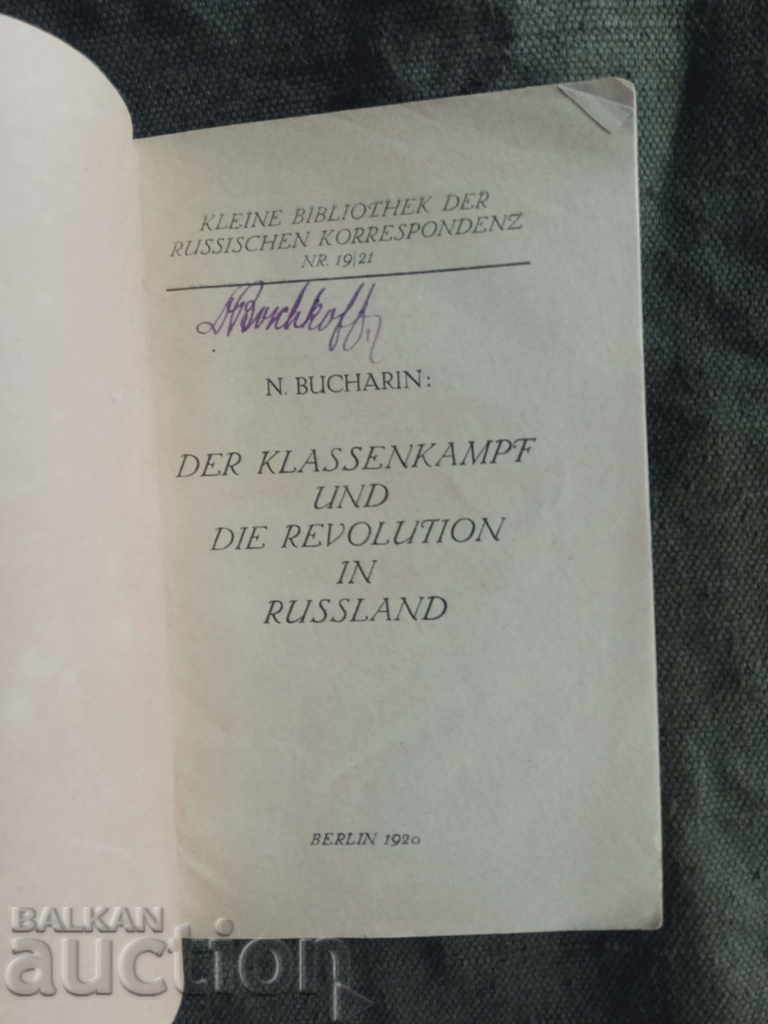 KLEINE BIBLIOTHEK DER
RUSSISCHEN KORRESPONDENZ
NR. 19|21
N. BUCHARIN:
DER KLASSENKAMPF
UND
DIE REVOLUTION
IN
RUSSLAND
BERLIN 1920
BALKAN
auction